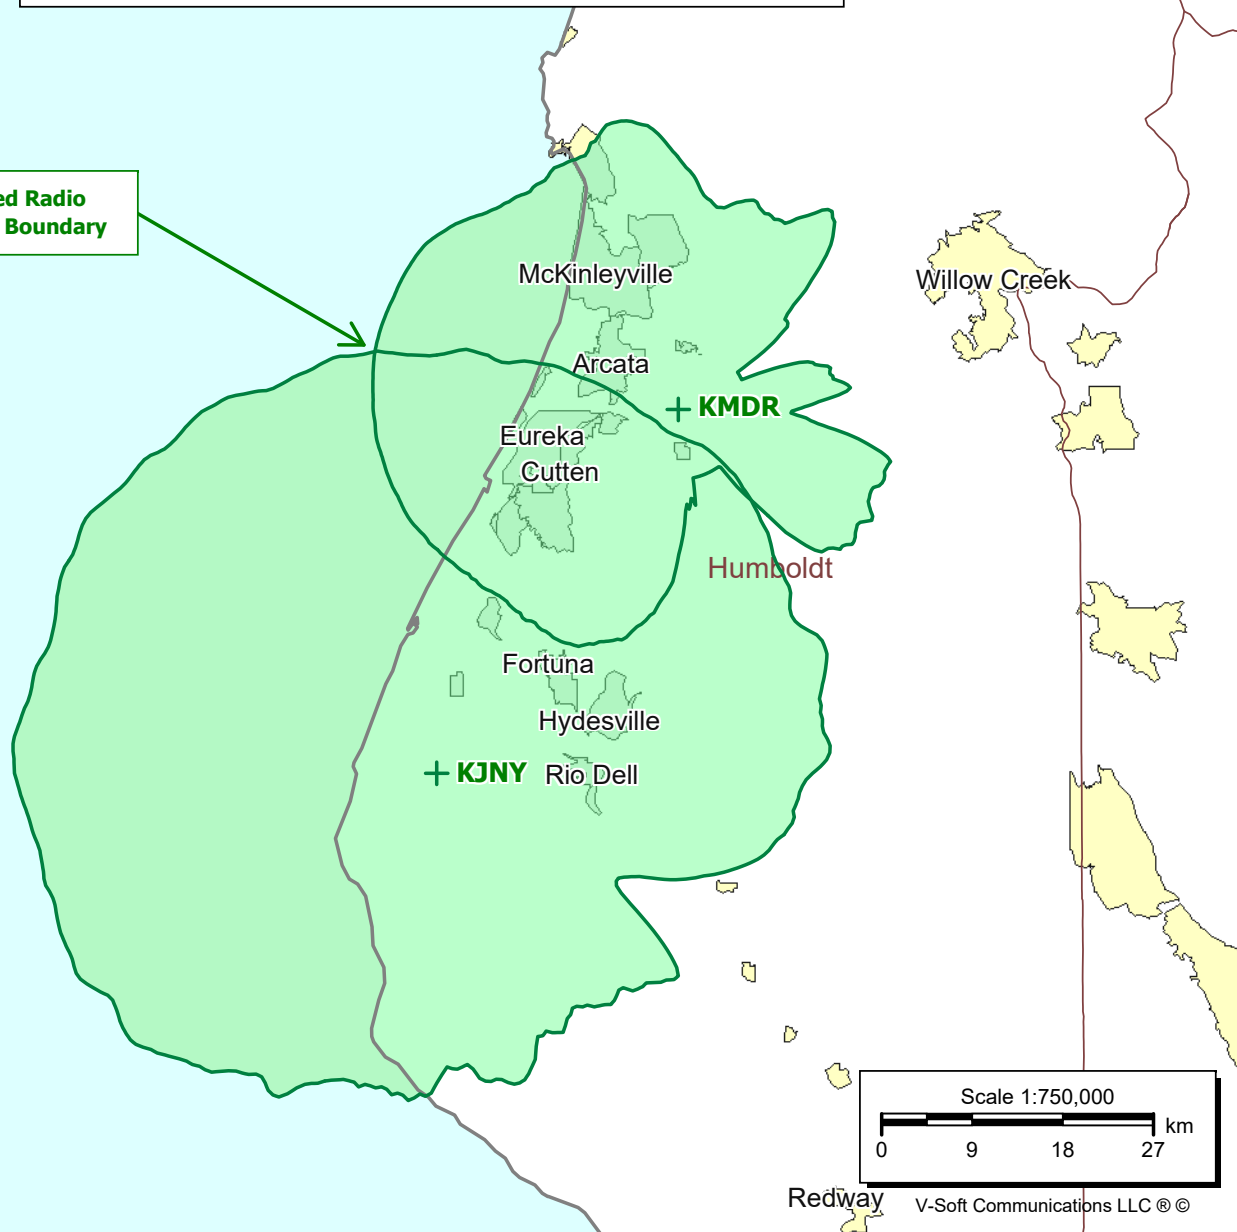 ed Radio
Boundary
McKinleyville
Willow Creek
Arcata
KMDR
Eureka
Cutten
Humboldt
Fortuna
Hydesville
KJNY
Rio Dell
Scale 1:750,000
km
0 9 18 27
Redway
V-Soft Communications LLC ® ©